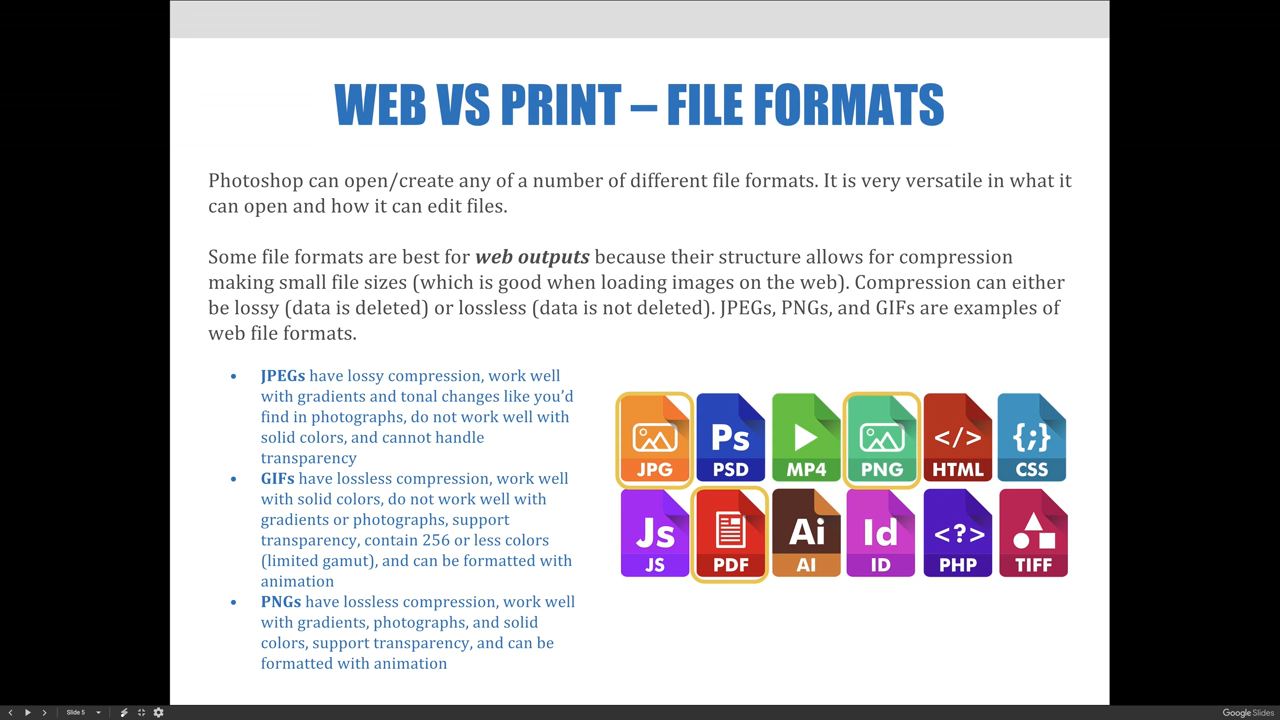 WEB VS PRINT – FILE FORMATS
Photoshop can open/create any of a number of different file formats. It is very versatile in what it
can open and how it can edit files.
Some file formats are best for web outputs because their structure allows for compression
making small file sizes (which is good when loading images on the web). Compression can either
be lossy (data is deleted) or lossless (data is not deleted). JPEGs, PNGs, and GIFs are examples of
web file formats.
• JPEGs have lossy compression, work well
with gradients and tonal changes like you’d
find in photographs, do not work well with
solid colors, and cannot handle
transparency
• GIFs have lossless compression, work well
with solid colors, do not work well with
gradients or photographs, support
transparency, contain 256 or less colors
(limited gamut), and can be formatted with
animation
• PNGs have lossless compression, work well
with gradients, photographs, and solid
colors, support transparency, and can be
formatted with animation
Ps </> {;}
JPG PSD MP4 PNG HTML CSS
Js Ai Id <?>
JS PDF AI ID PHP TIFF
Slide 5
Google Slides